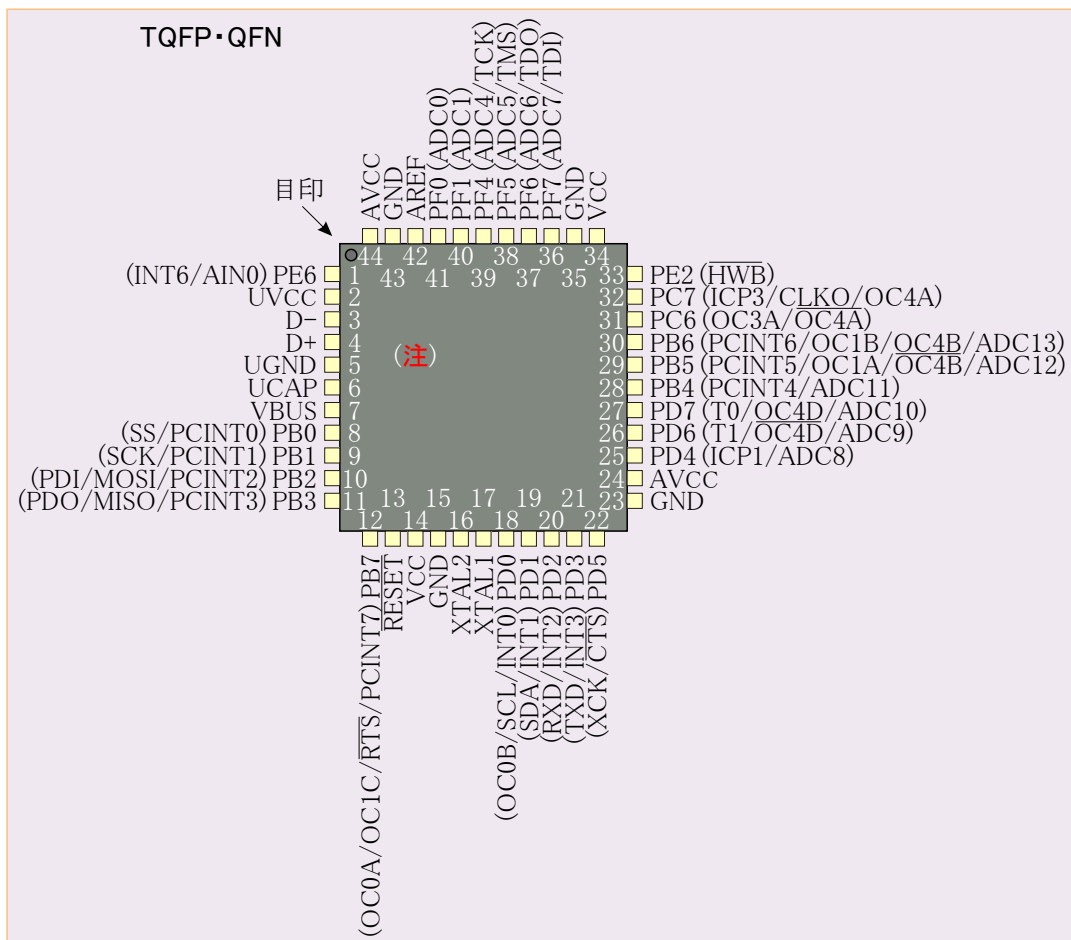 TQFP・QFN
目印
AVCC
GND
AREF
PF0 (ADC0)
PF1 (ADC1)
PF4 (ADC4/TCK)
PF5 (ADC5/TMS)
PF6 (ADC6/TDO)
PF7 (ADC7/TDI)
GND
VCC
44
43
42
41
40
39
38
37
36
35
34
(INT6/AIN0) PE6 1
UVCC 2
D- 3
D+ 4
UGND 5
UCAP 6
VBUS 7
(SS/PCINT0) PB0 8
(SCK/PCINT1) PB1 9
(PDI/MOSI/PCINT2) PB2 10
(PDO/MISO/PCINT3) PB3 11
(注)
33 PE2 (HWB)
32 PC7 (ICP3/CLKO/OC4A)
31 PC6 (OC3A/OC4A)
30 PB6 (PCINT6/OC1B/OC4B/ADC13)
29 PB5 (PCINT5/OC1A/OC4B/ADC12)
28 PB4 (PCINT4/ADC11)
27 PD7 (T0/OC4D/ADC10)
26 PD6 (T1/OC4D/ADC9)
25 PD4 (ICP1/ADC8)
24 AVCC
23 GND
12
13
14
15
16
17
18
19
20
21
22
(OC0A/OC1C/RTS/PCINT7) PB7
RESET
VCC
GND
XTAL2
XTAL1
(OC0B/SCL/INT0) PD0
(SDA/INT1) PD1
(RXD/INT2) PD2
(TXD/INT3) PD3
(XCK/CTS) PD5